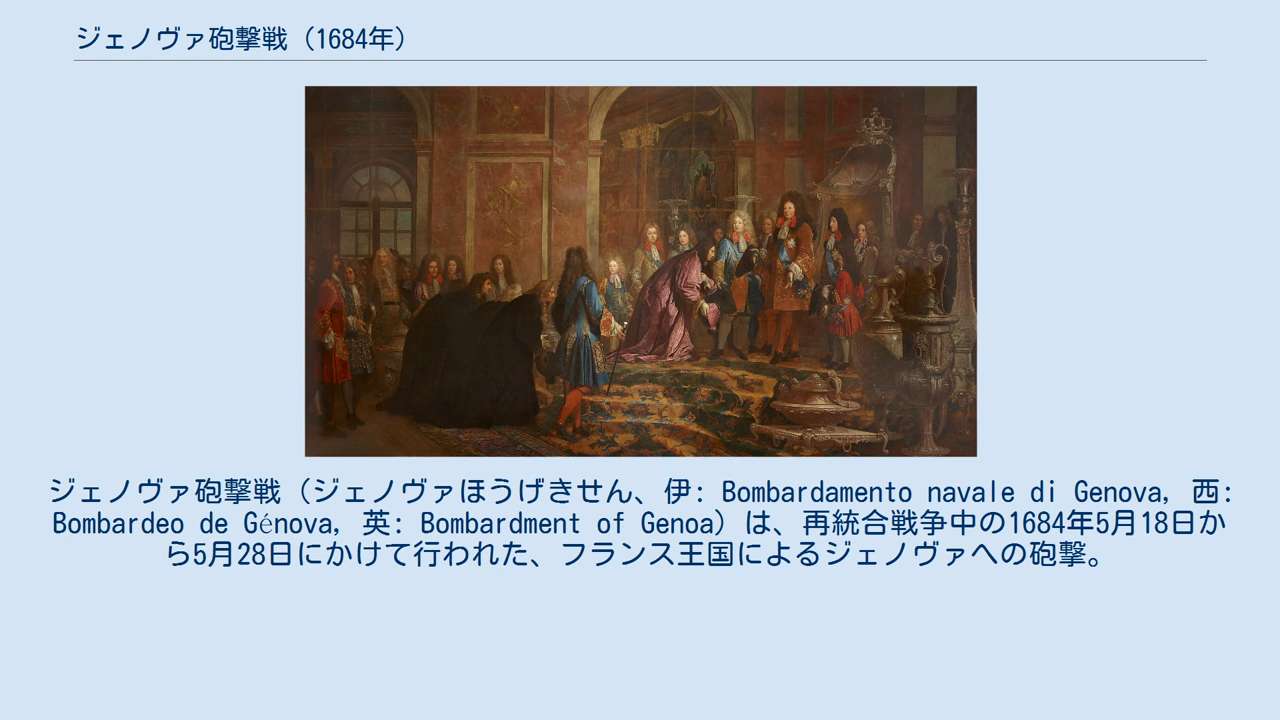 ジェノヴァ砲撃戦（1684年）
ジェノヴァ砲撃戦（ジェノヴァほうげきせん、伊: Bombardamento navale di Genova, 西:
Bombardeo de Génova, 英: Bombardment of Genoa）は、再統合戦争中の1684年5月18日か
ら5月28日にかけて行われた、フランス王国によるジェノヴァへの砲撃。